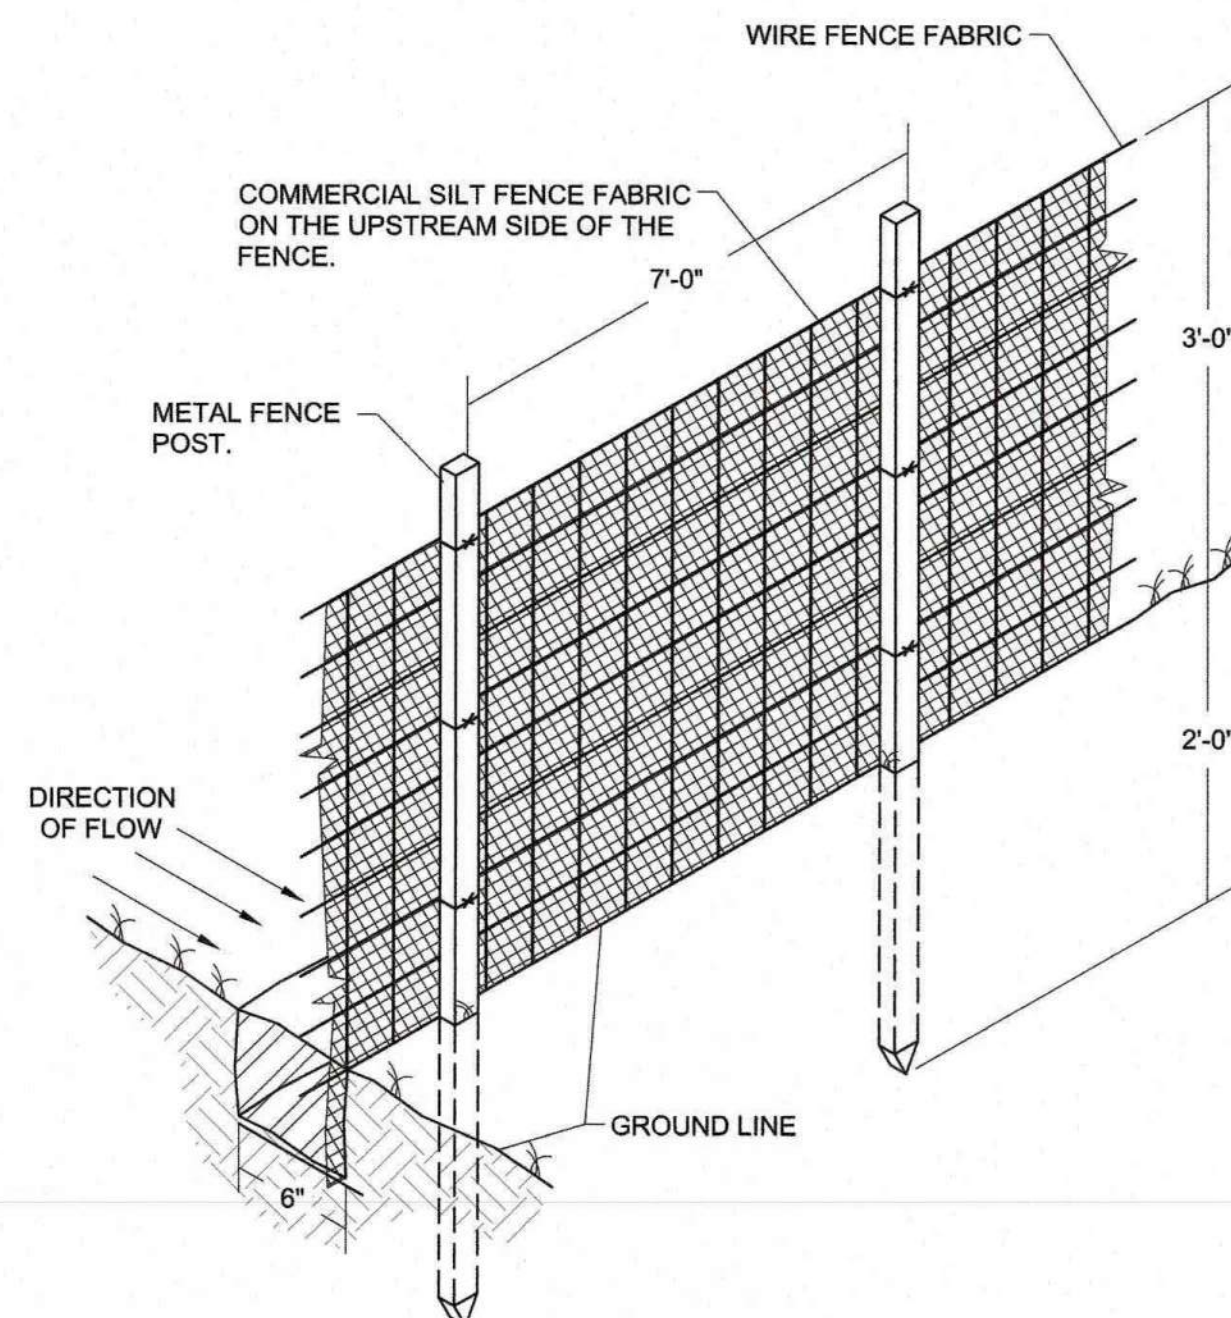 WIRE FENCE FABRIC
COMMERCIAL SILT FENCE FABRIC
ON THE UPSTREAM SIDE OF THE
FENCE.
7'-0"
3'-0"
METAL FENCE
POST.
2'-0"
DIRECTION
OF FLOW
GROUND LINE
6"